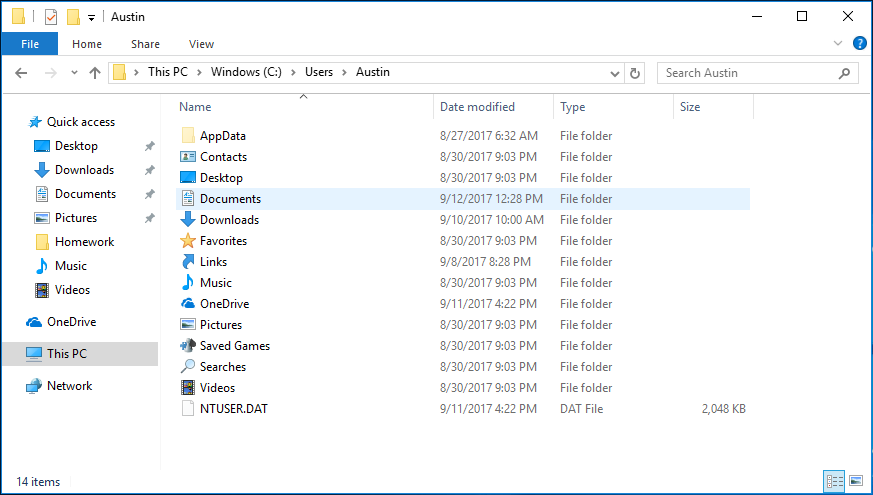 Austin
File Home Share View
This PC Windows (C:) Users Austin Search Austin
Name Date modified Type Size
Quick access
Desktop
Downloads
Documents
Pictures
Homework
Music
Videos
OneDrive
This PC
Network
AppData 8/27/2017 6:32 AM File folder
Contacts 8/30/2017 9:03 PM File folder
Desktop 8/30/2017 9:03 PM File folder
Documents 9/12/2017 12:28 PM File folder
Downloads 9/10/2017 10:00 AM File folder
Favorites 8/30/2017 9:03 PM File folder
Links 9/8/2017 8:28 PM File folder
Music 8/30/2017 9:03 PM File folder
OneDrive 9/11/2017 4:22 PM File folder
Pictures 8/30/2017 9:03 PM File folder
Saved Games 8/30/2017 9:03 PM File folder
Searches 8/30/2017 9:03 PM File folder
Videos 8/30/2017 9:03 PM File folder
NTUSER.DAT 9/11/2017 4:22 PM DAT File 2,048 KB
14 items